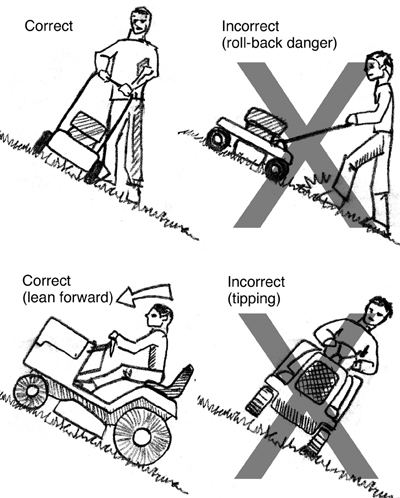 Correct
Incorrect
(roll-back danger)
Correct
(lean forward)
Incorrect
(tipping)